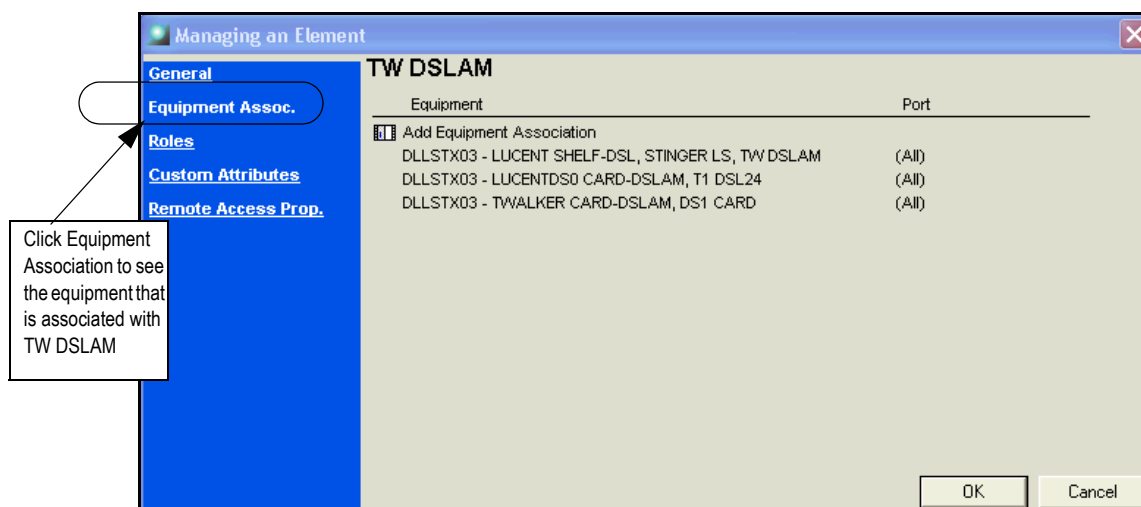 Managing an Element
General
Equipment Assoc.
Roles
Custom Attributes
Remote Access Prop.
TW DSLAM
Equipment Port
Add Equipment Association
DLLSTX03 - LUCENT SHELF-DSL, STINGER LS, TW DSLAM (All)
DLLSTX03 - LUCENTDS0 CARD-DSLAM, T1 DSL24 (All)
DLLSTX03 - TWALKER CARD-DSLAM, DS1 CARD (All)
Click Equipment
Association to see
the equipment that
is associated with
TW DSLAM
OK Cancel